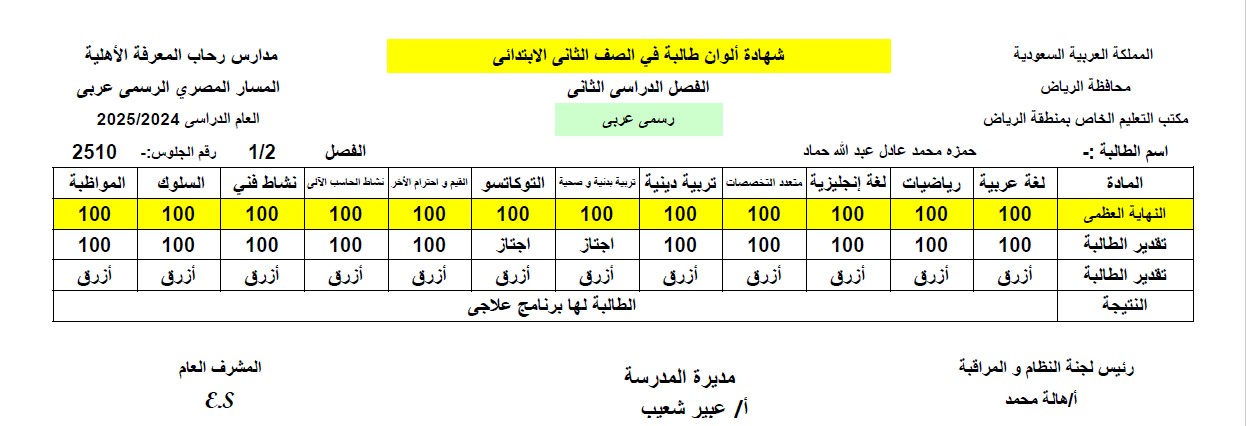 المملكة العربية السعودية شهادة ألوان طالبة في الصف الثانى الابتدائى مدارس رحاب المعرفة الأهلية
محافظة الرياض الفصل الدراسى الثانى المسار المصري الرسمى عربى
مكتب التعليم الخاص بمنطقة الرياض رسمى عربى العام الدراسى 2025/2024
اسم الطالبة :- حمزه محمد عادل عبد الله حماد الفصل 1/2 رقم الجلوس:- 2510
المادة لغة عربية رياضيات لغة إنجليزية متعدد التخصصات تربية دينية تربية بدنية و صحية التوكاتسو القيم و احترام الأخر نشاط الحاسب الآلى نشاط فني السلوك المواظبة
النهاية العظمى 100 100 100 100 100 100 100 100 100 100 100 100
تقدير الطالبة 100 100 100 100 100 اجتاز اجتاز 100 100 100 100 100
تقدير الطالبة أزرق أزرق أزرق أزرق أزرق أزرق أزرق أزرق أزرق أزرق أزرق أزرق
النتيجة الطالبة لها برنامج علاجى
رئيس لجنة النظام و المراقبة مديرة المدرسة المشرف العام
أ/هالة محمد أ/ عبير شعيب E.S